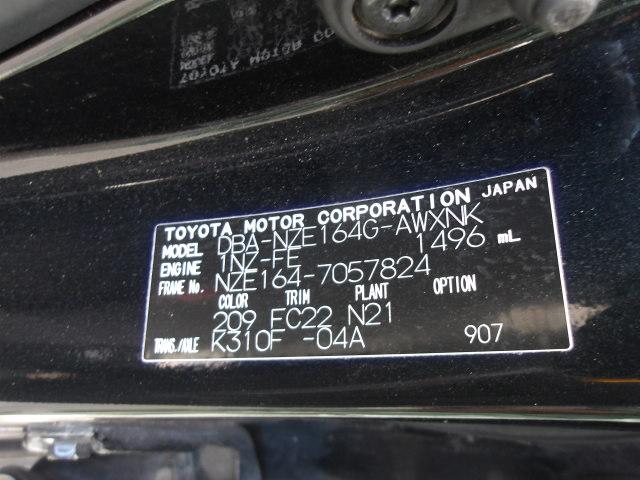 TOYOTA MOTOR CORPORATION JAPAN
MODEL DBA-NZE164G-AWXNK
ENGINE 1NZ-FE 1496 mL
FRAME No. NZE164-7057824
COLOR TRIM PLANT OPTION
209 FC22 N21
TRANS./AXLE K310F -04A 907